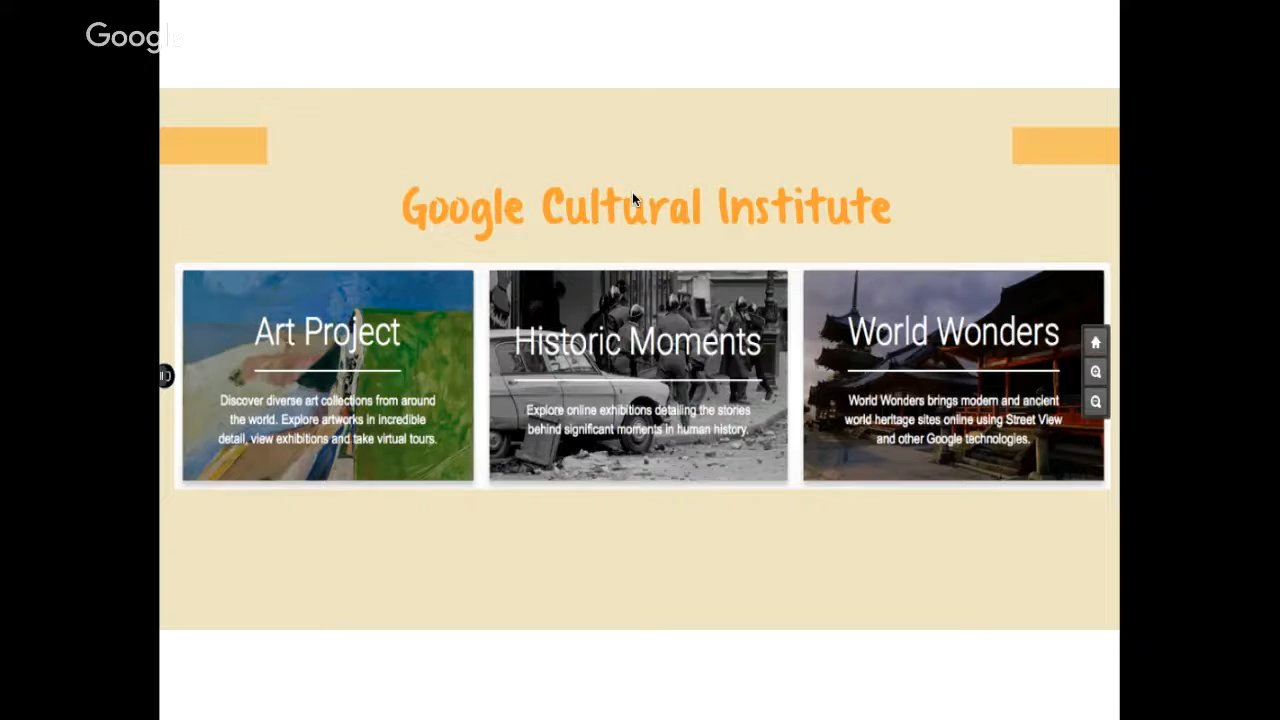 Google
Google Cultural Institute
Art Project
Discover diverse art collections from around
the world. Explore artworks in incredible
detail, view exhibitions and take virtual tours.
Historic Moments
Explore online exhibitions detailing the stories
behind significant moments in human history.
World Wonders
World Wonders brings modern and ancient
world heritage sites online using Street View
and other Google technologies.